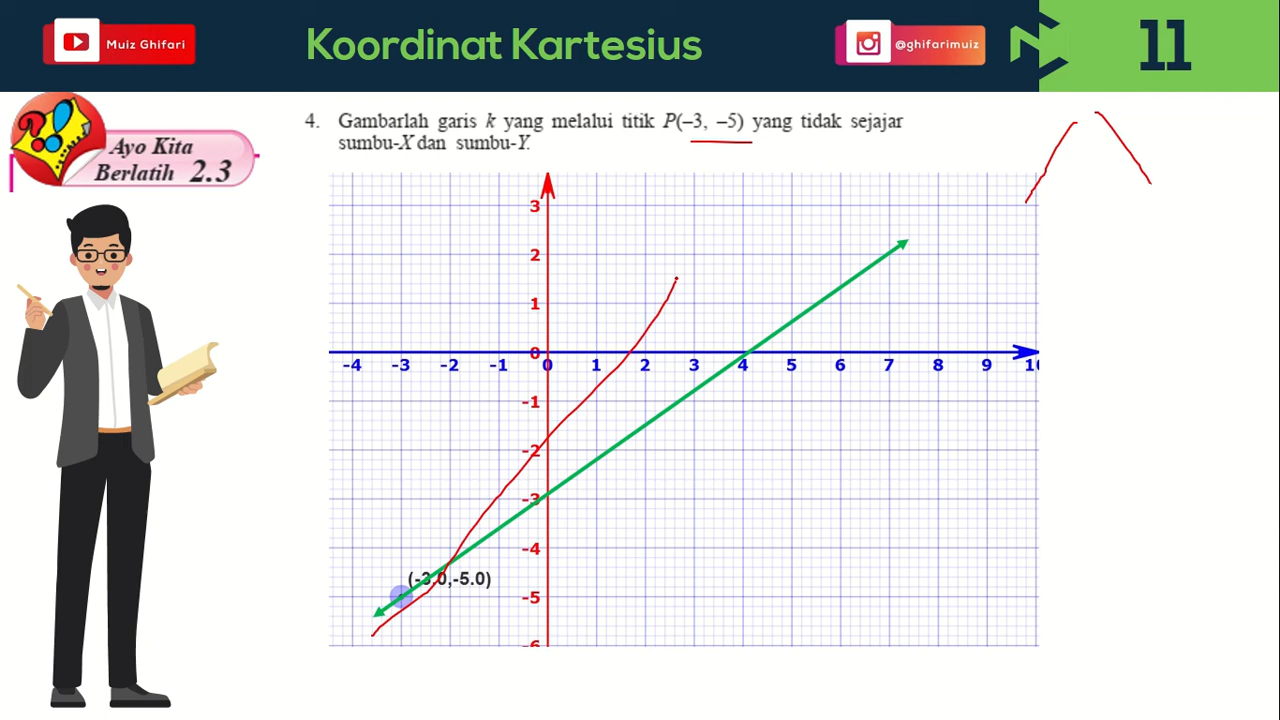 Muiz Ghifari
Koordinat Kartesius
@ghifarimuiz
11
Ayo Kita
Berlatih 2.3
4. Gambarlah garis k yang melalui titik P(–3, –5) yang tidak sejajar
sumbu-X dan sumbu-Y.
3
2
1
0
-4 -3 -2 -1 0 1 2 3 4 5 6 7 8 9 10
-1
-2
-3
-4
(-3.0,-5.0)
-5
-6